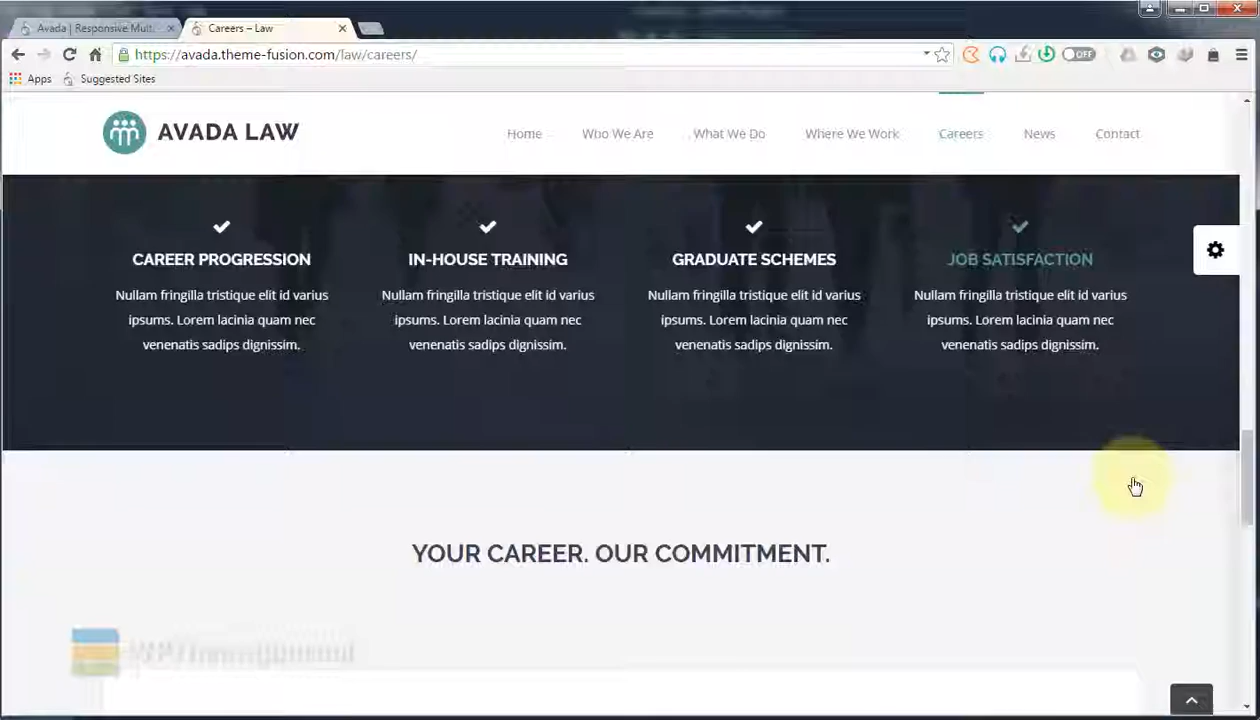 Avada | Responsive Mult
Careers – Law
https://avada.theme-fusion.com/law/careers/
OFF
Apps
Suggested Sites
AVADA LAW
Home
Who We Are
What We Do
Where We Work
Careers
News
Contact
CAREER PROGRESSION
Nullam fringilla tristique elit id varius
ipsums. Lorem lacinia quam nec
venenatis sadips dignissim.
IN-HOUSE TRAINING
Nullam fringilla tristique elit id varius
ipsums. Lorem lacinia quam nec
venenatis sadips dignissim.
GRADUATE SCHEMES
Nullam fringilla tristique elit id varius
ipsums. Lorem lacinia quam nec
venenatis sadips dignissim.
JOB SATISFACTION
Nullam fringilla tristique elit id varius
ipsums. Lorem lacinia quam nec
venenatis sadips dignissim.
YOUR CAREER. OUR COMMITMENT.